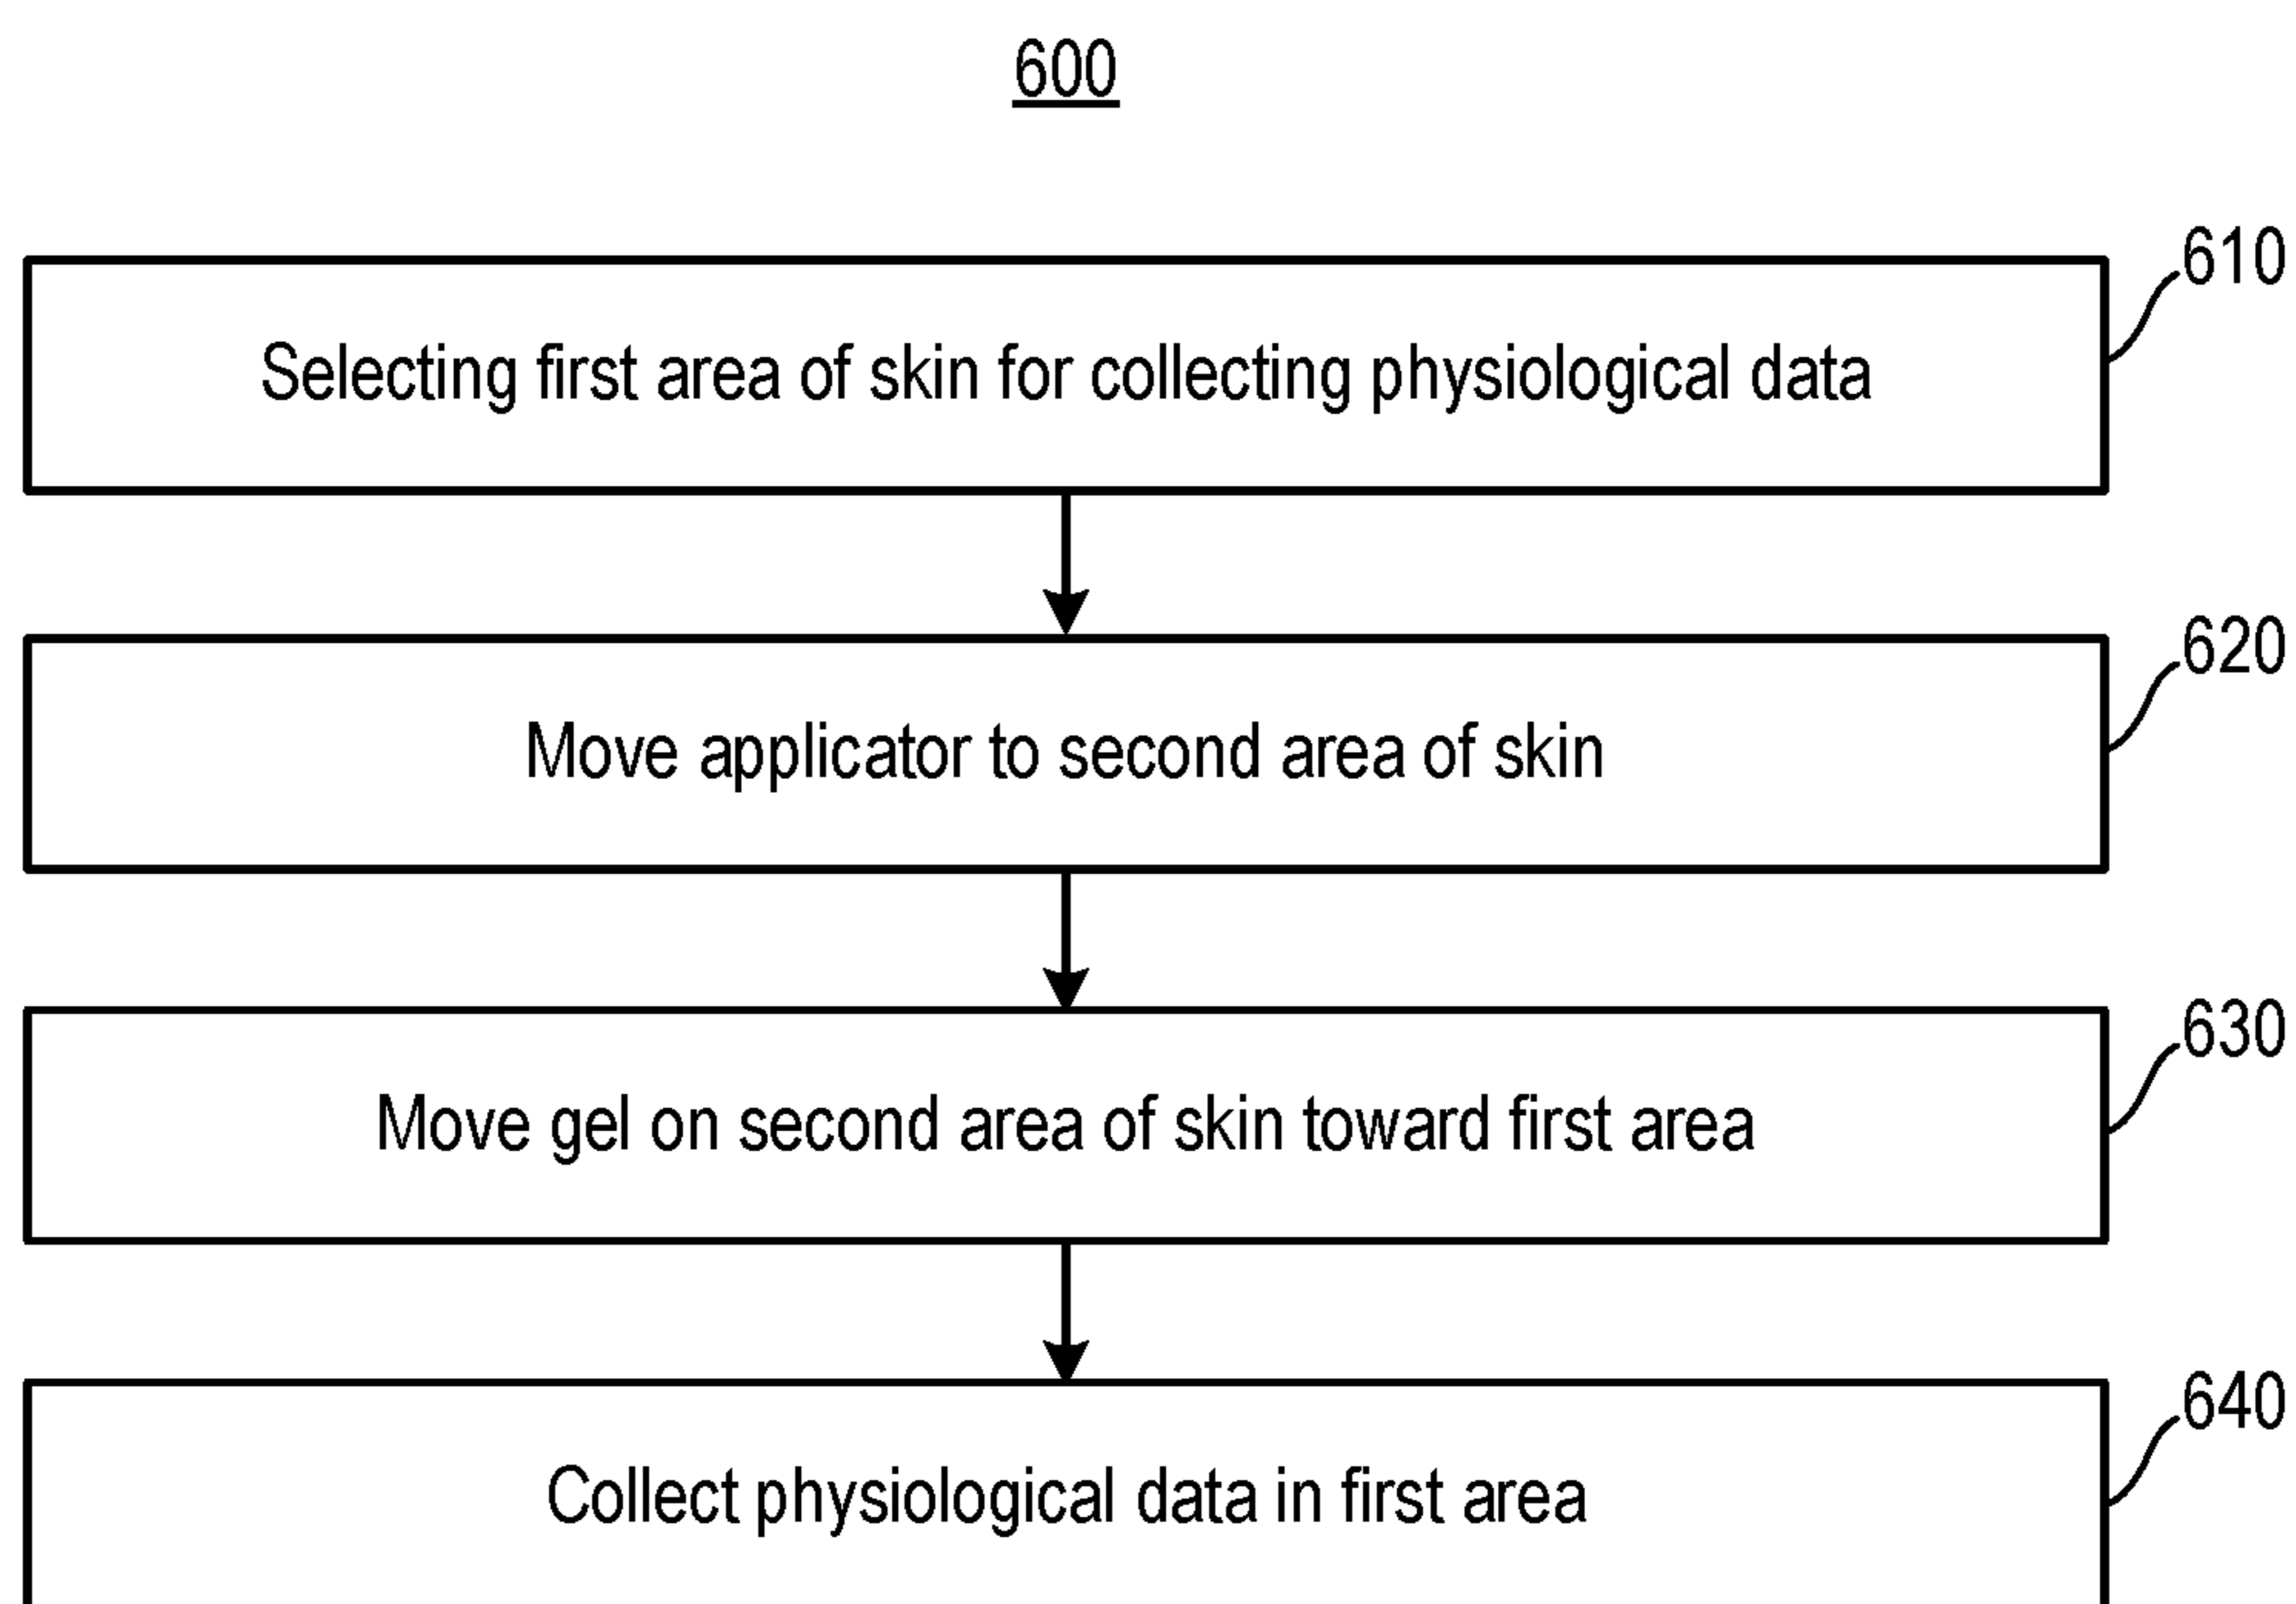 600
610
Selecting first area of skin for collecting physiological data
620
Move applicator to second area of skin
630
Move gel on second area of skin toward first area
640
Collect physiological data in first area